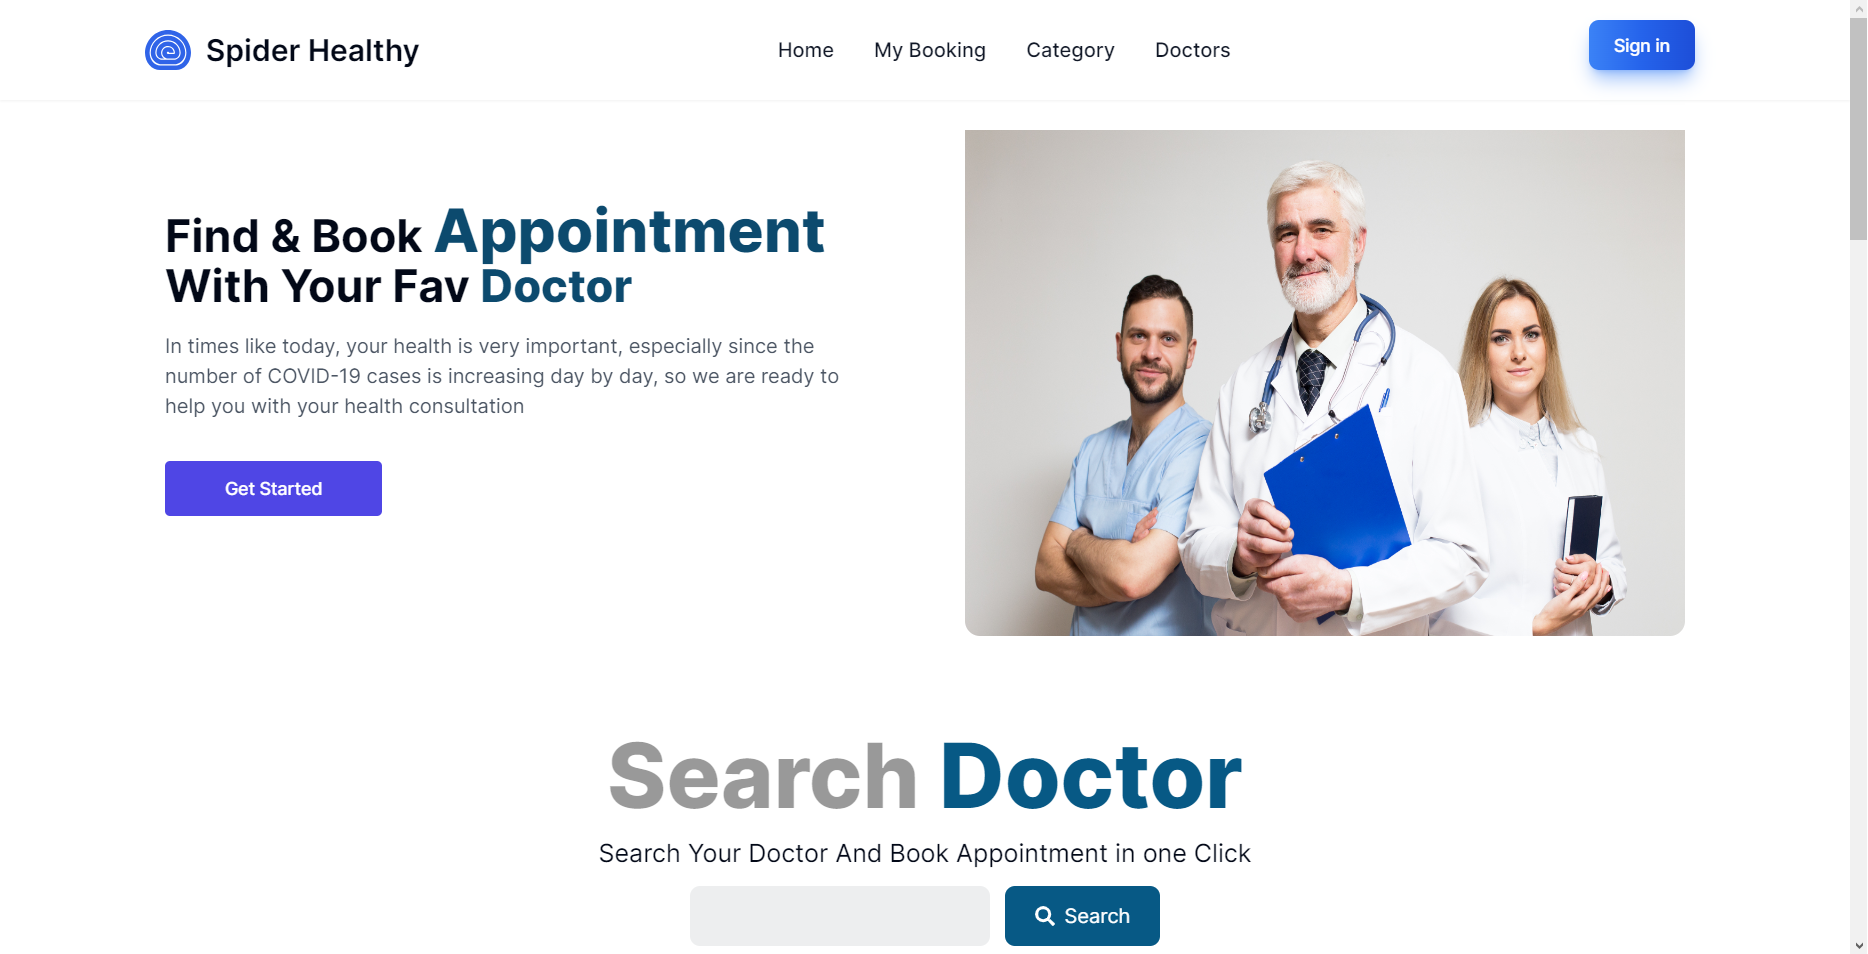 Spider Healthy
Home My Booking Category Doctors
Sign in
Find & Book Appointment
With Your Fav Doctor
In times like today, your health is very important, especially since the
number of COVID-19 cases is increasing day by day, so we are ready to
help you with your health consultation
Get Started
Search Doctor
Search Your Doctor And Book Appointment in one Click
Search